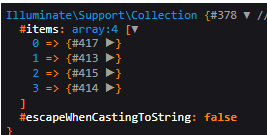 Illuminate\Support\Collection {#378 ▼ //
#items: array:4 [▼
0 => {#417 ▶}
1 => {#413 ▶}
2 => {#415 ▶}
3 => {#414 ▶}
]
#escapeWhenCastingToString: false
}